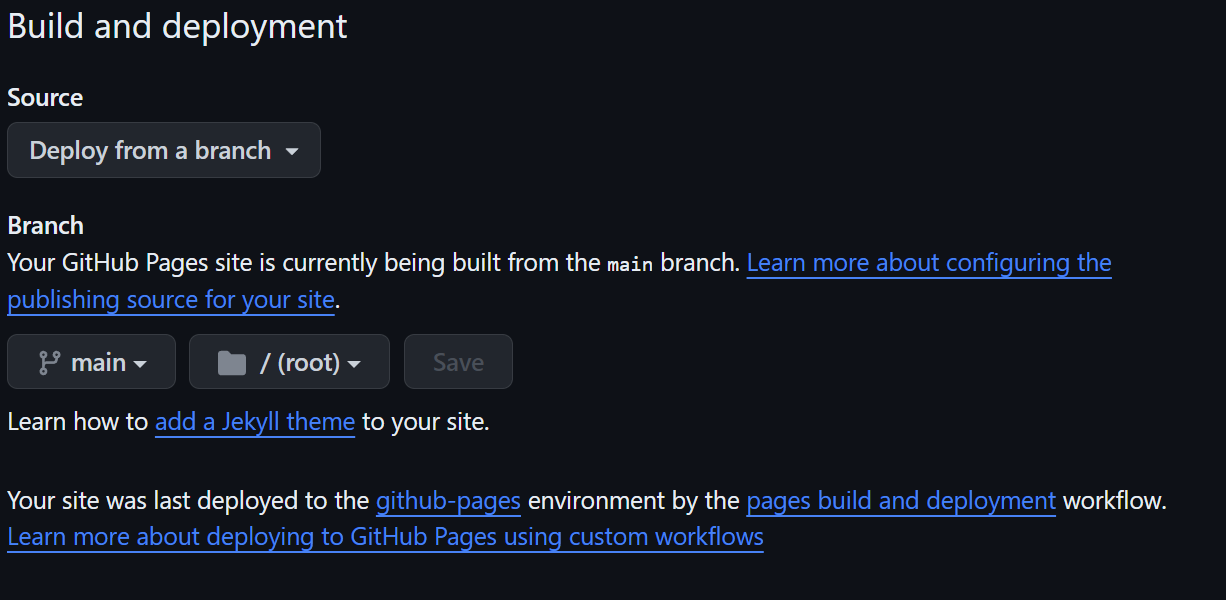 Build and deployment
Source
Deploy from a branch
Branch
Your GitHub Pages site is currently being built from the main branch. Learn more about configuring the
publishing source for your site.
main / (root) Save
Learn how to add a Jekyll theme to your site.
Your site was last deployed to the github-pages environment by the pages build and deployment workflow.
Learn more about deploying to GitHub Pages using custom workflows